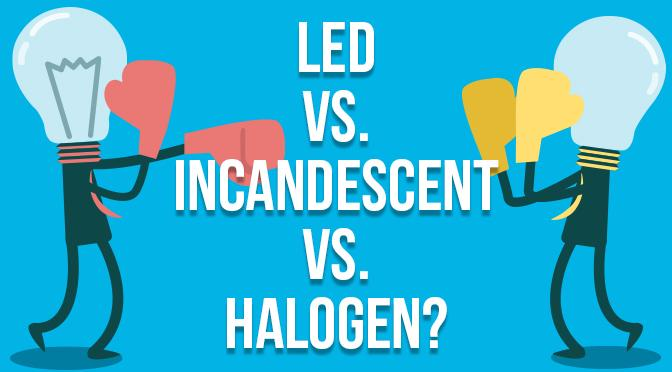 LED
VS.
INCANDESCENT
VS.
HALOGEN?